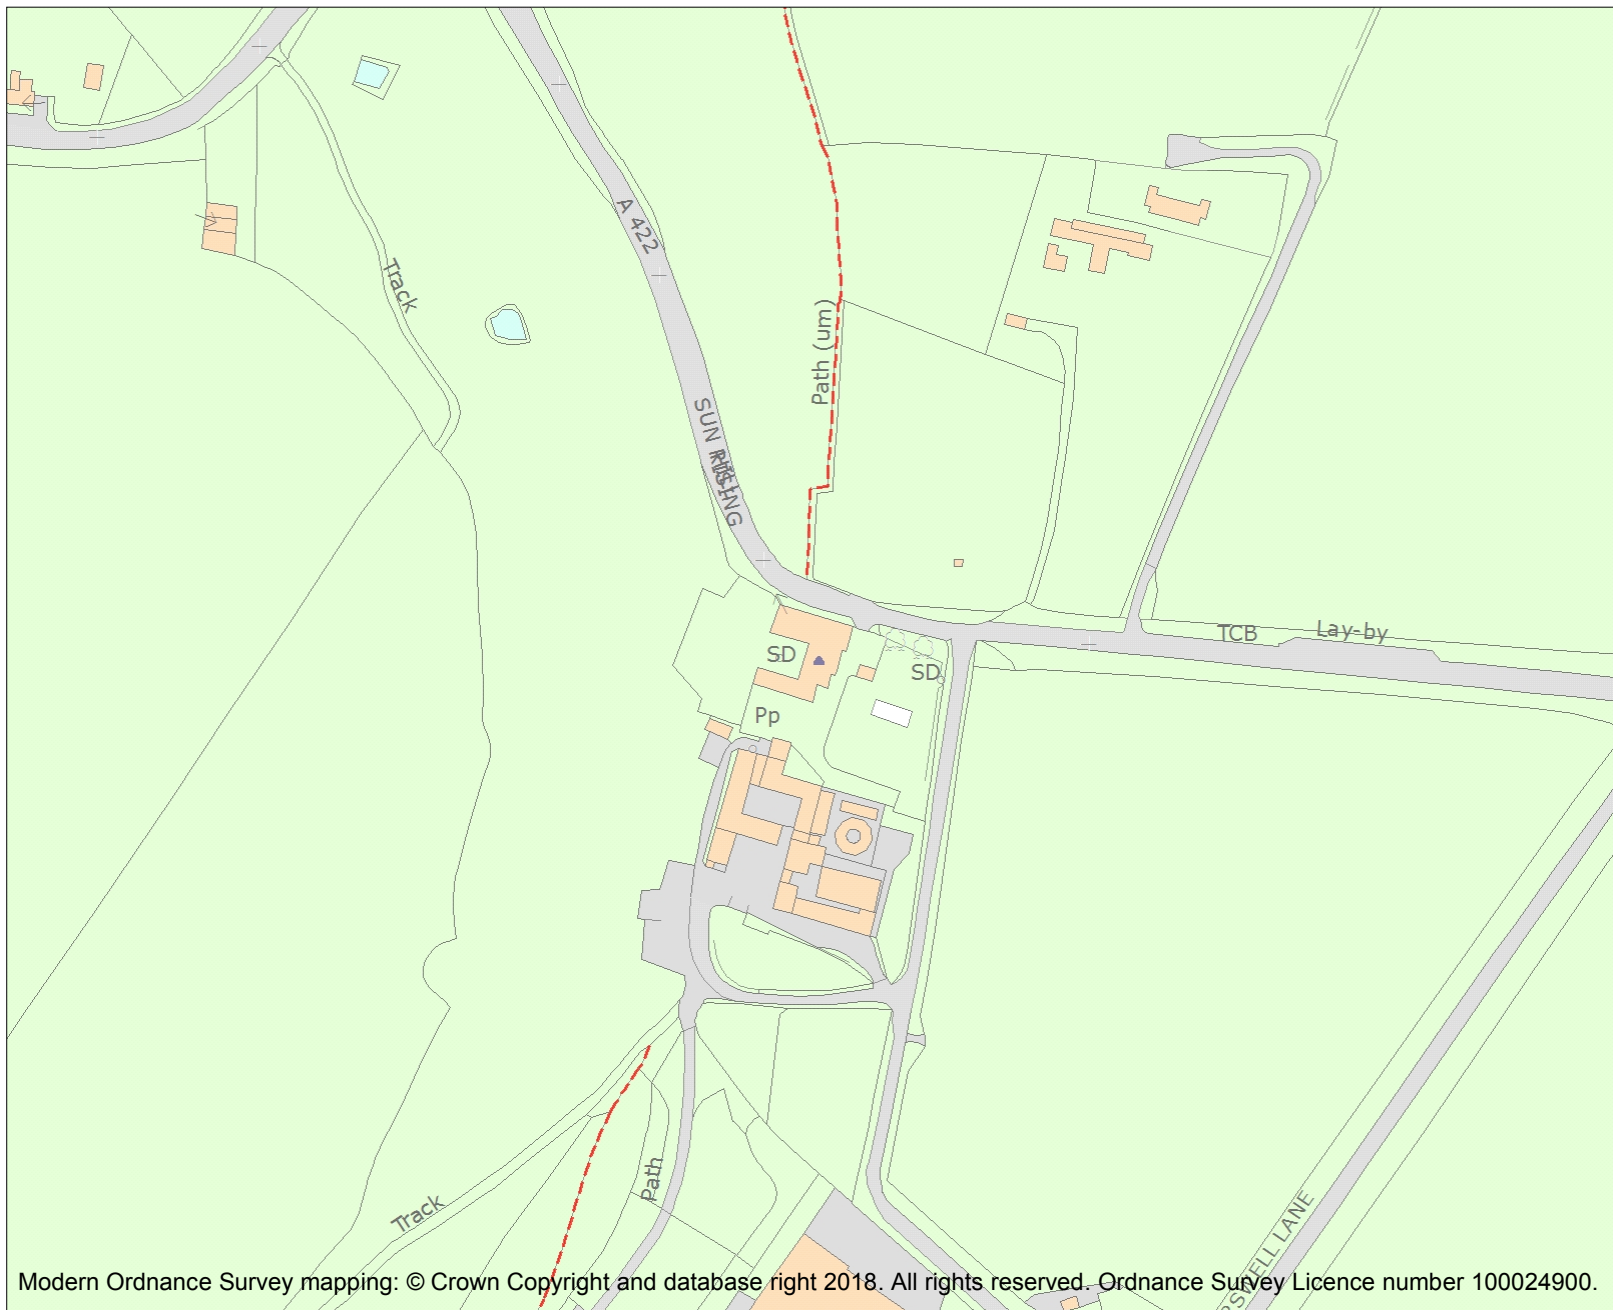 A 422
Track
Path (um)
SUN RISING
TCB
Lay-by
SD
SD
Pp
Path
Track
Modern Ordnance Survey mapping: © Crown Copyright and database right 2018. All rights reserved. Ordnance Survey Licence number 100024900.